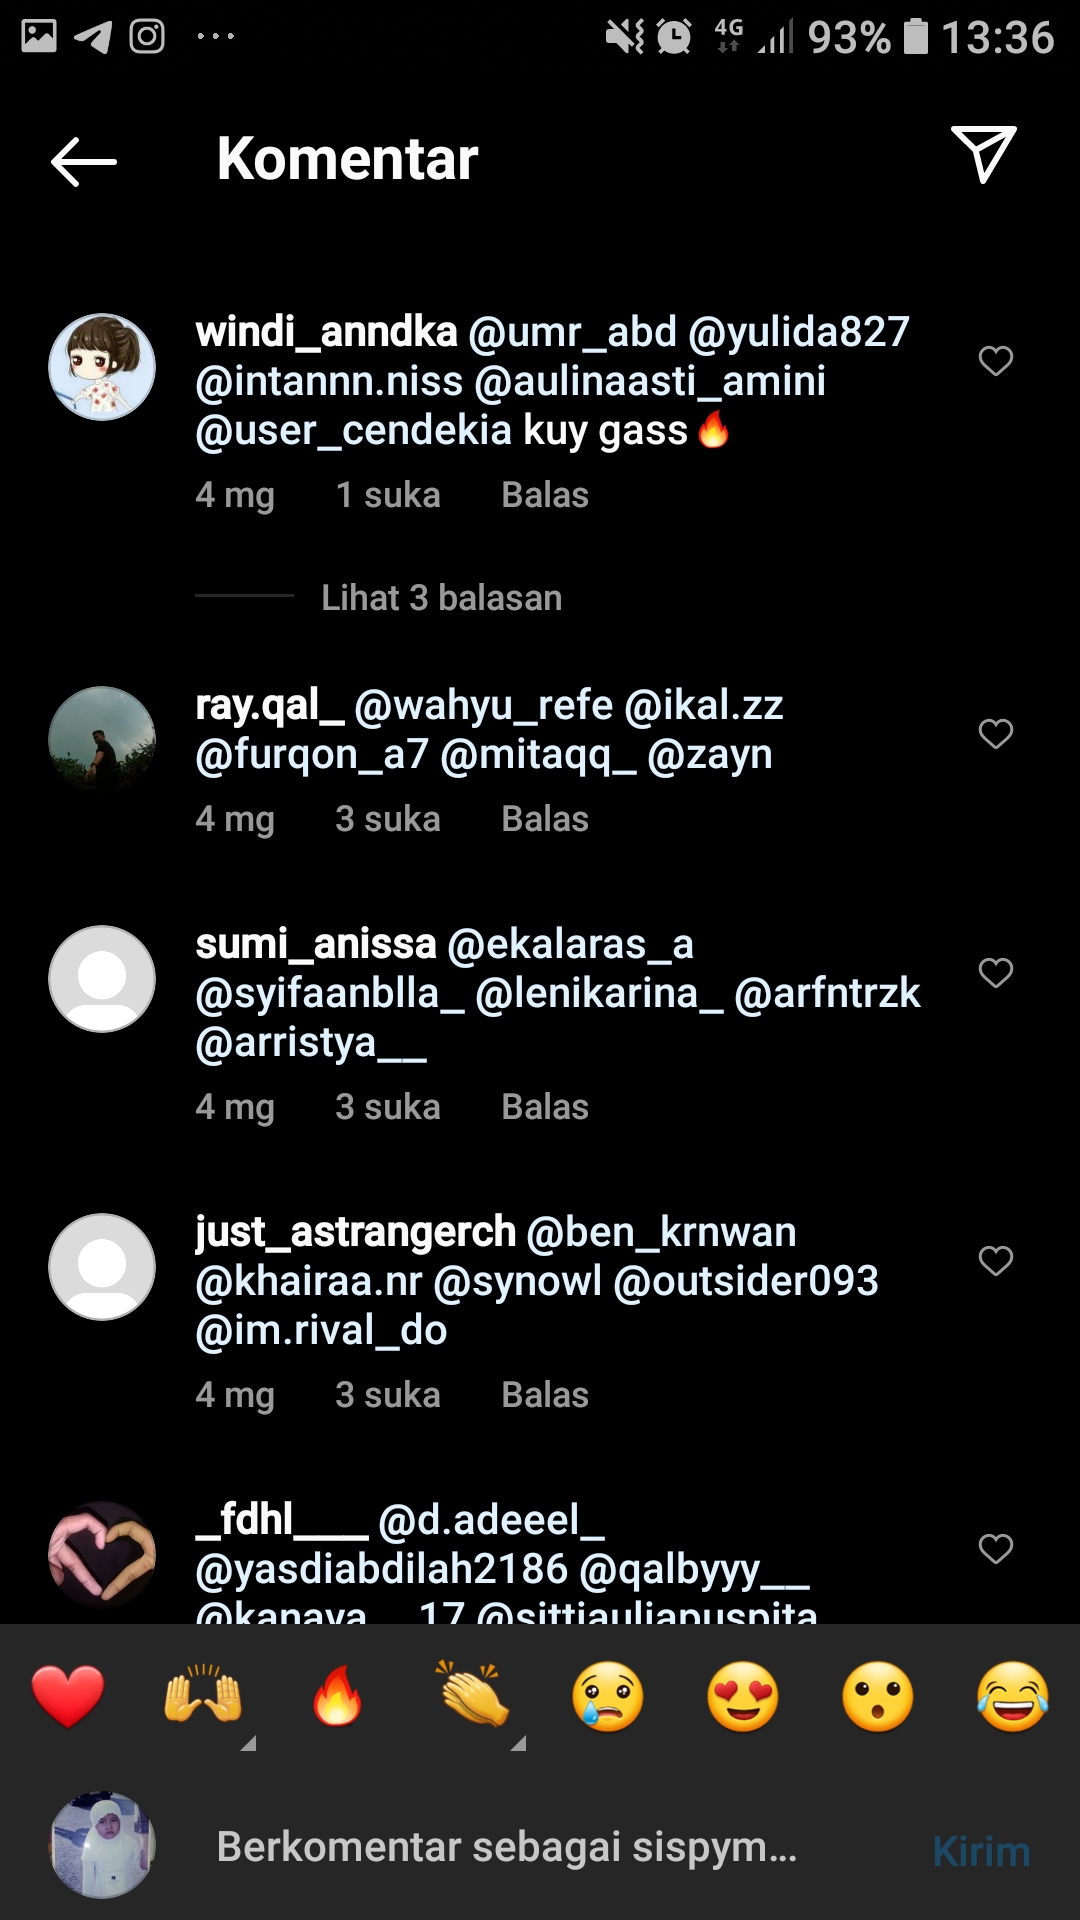 4G 93% 13:36
Komentar
windi_anndka @umr_abd @yulida827
@intannn.niss @aulinaasti_amini
@user_cendekia kuy gass🔥
4 mg 1 suka Balas
Lihat 3 balasan
ray.qal_ @wahyu_refe @ikal.zz
@furqon_a7 @mitaqq_ @zayn
4 mg 3 suka Balas
sumi_anissa @ekalaras_a
@syifaanblla_ @lenikarina_ @arfntrzk
@arristya__
4 mg 3 suka Balas
just_astrangerch @ben_krnwan
@khairaa.nr @synowl @outsider093
@im.rival_do
4 mg 3 suka Balas
_fdhl___ @d.adeeel_
@yasdiabdilah2186 @qalbyyy__
@kanaya__17 @sittiauliapuspita
Berkomentar sebagai sispym... Kirim